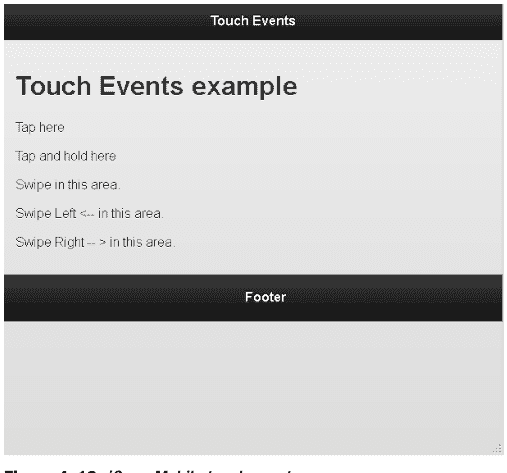 Touch Events
Touch Events example
Tap here
Tap and hold here
Swipe in this area.
Swipe Left <-- in this area.
Swipe Right -- > in this area.
Footer